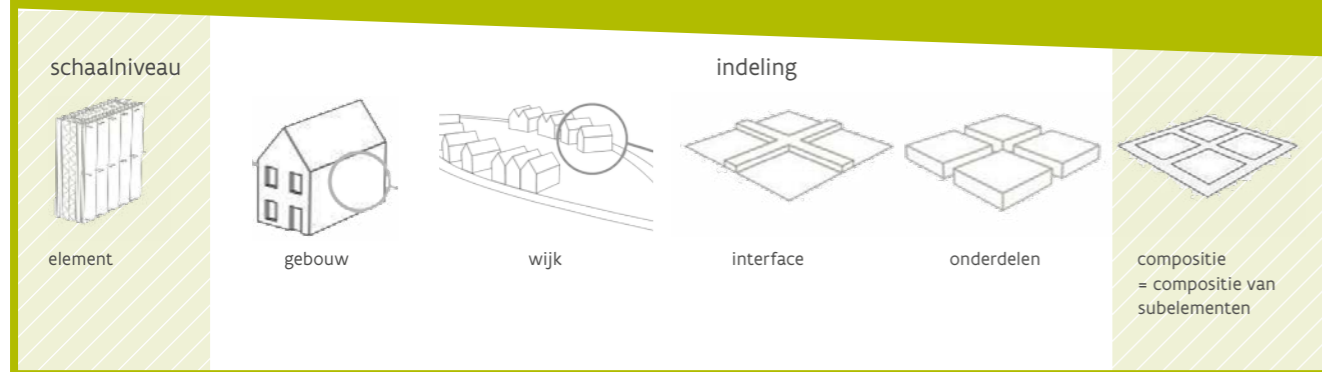 schaalniveau
indeling
element
gebouw
wijk
interface
onderdelen
compositie
= compositie van
subelementen